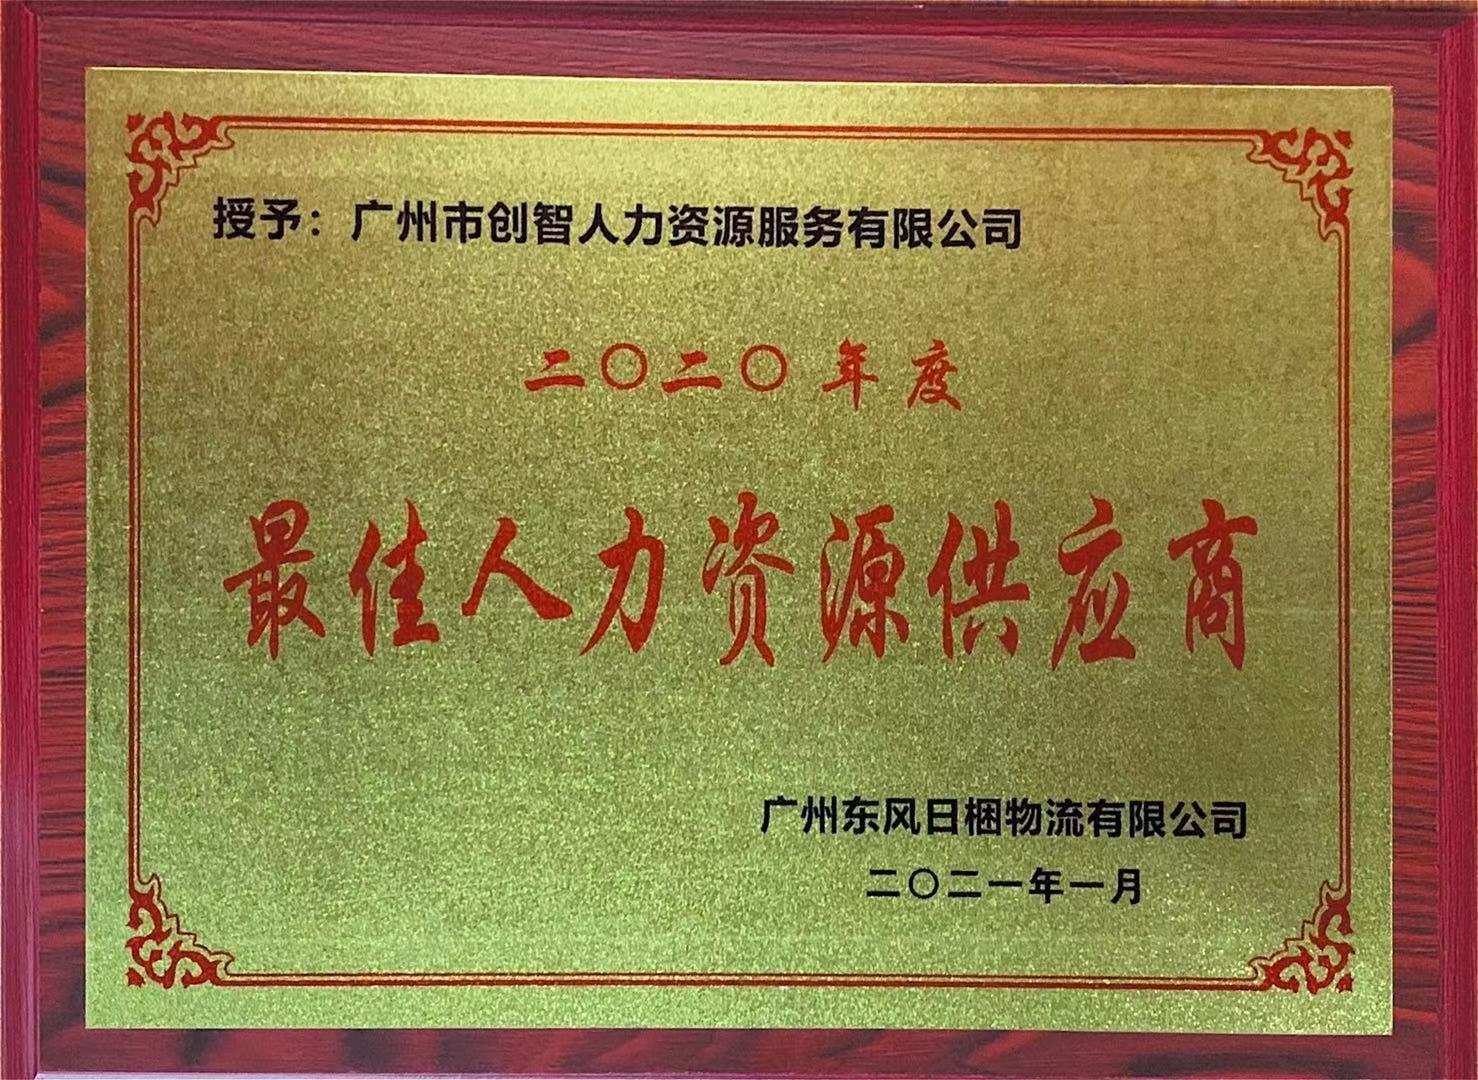 授予：广州市创智人力资源服务有限公司
二〇二〇年度
最佳人力资源供应商
广州东风日梱物流有限公司
二〇二一年一月